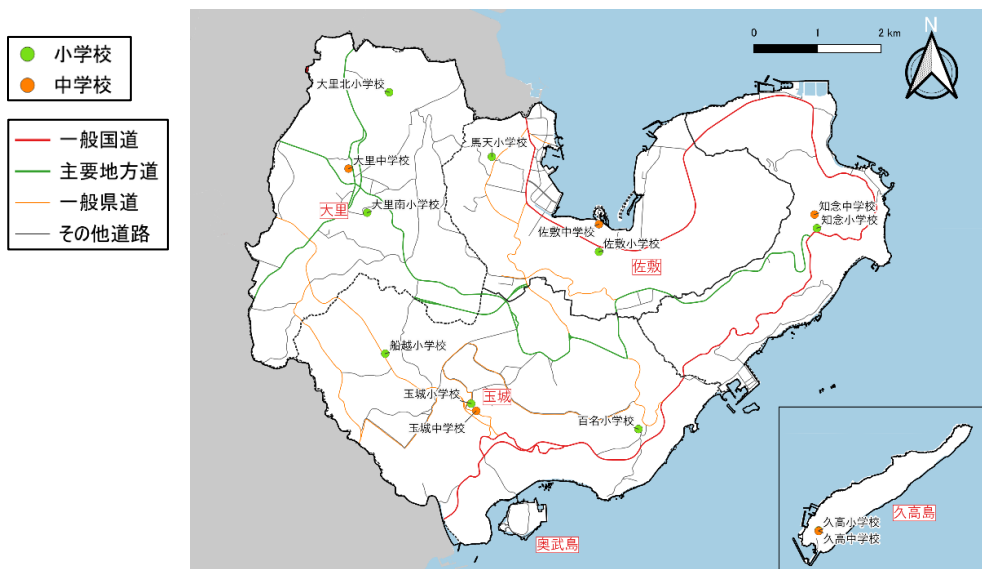 小学校
中学校
一般国道
主要地方道
一般県道
その他道路
0 1 2 km
N
大里北小学校
馬天小学校
大里中学校
大里南小学校
大里
知念中学校
知念小学校
佐敷中学校
佐敷小学校
佐敷
船越小学校
玉城小学校
玉城
玉城中学校
百名小学校
奥武島
久高島
久高小学校
久高中学校